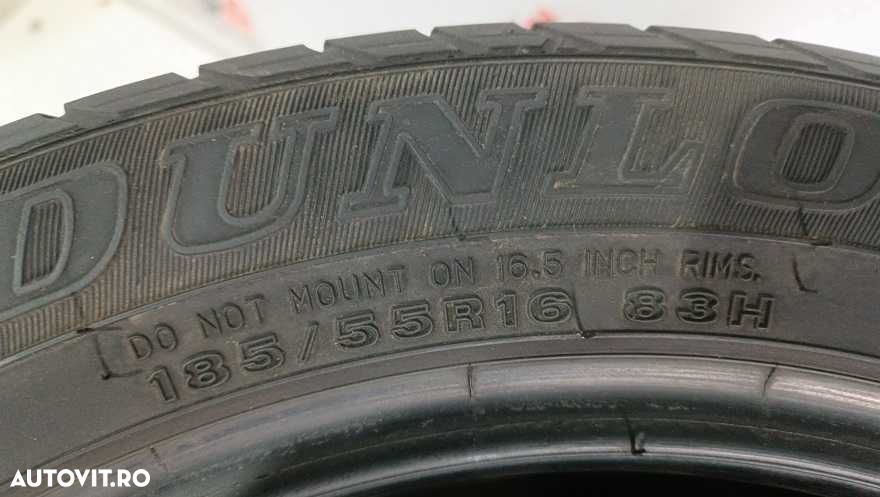 DUNLO
DO NOT MOUNT ON 16.5 INCH RIMS.
185/55R16 83H
AUTOVIT.RO